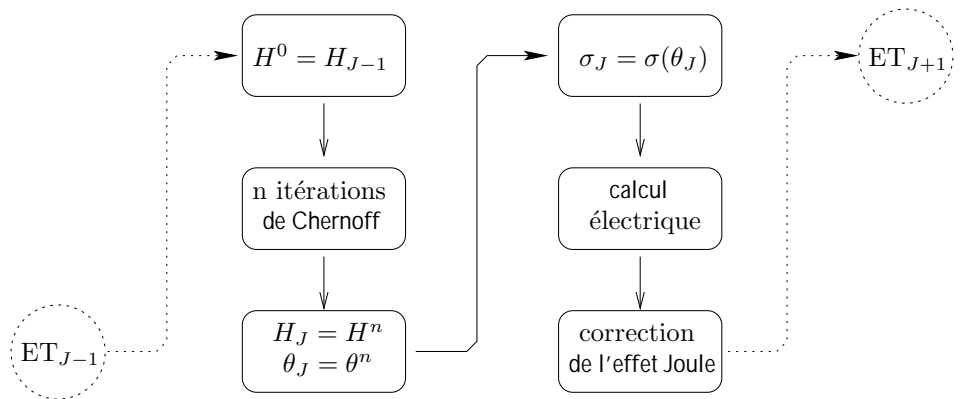 ET_{J−1}
H^0 = H_{J−1}
n itérations
de Chernoff
H_J = H^n
θ_J = θ^n
σ_J = σ(θ_J)
calcul
électrique
correction
de l'effet Joule
ET_{J+1}